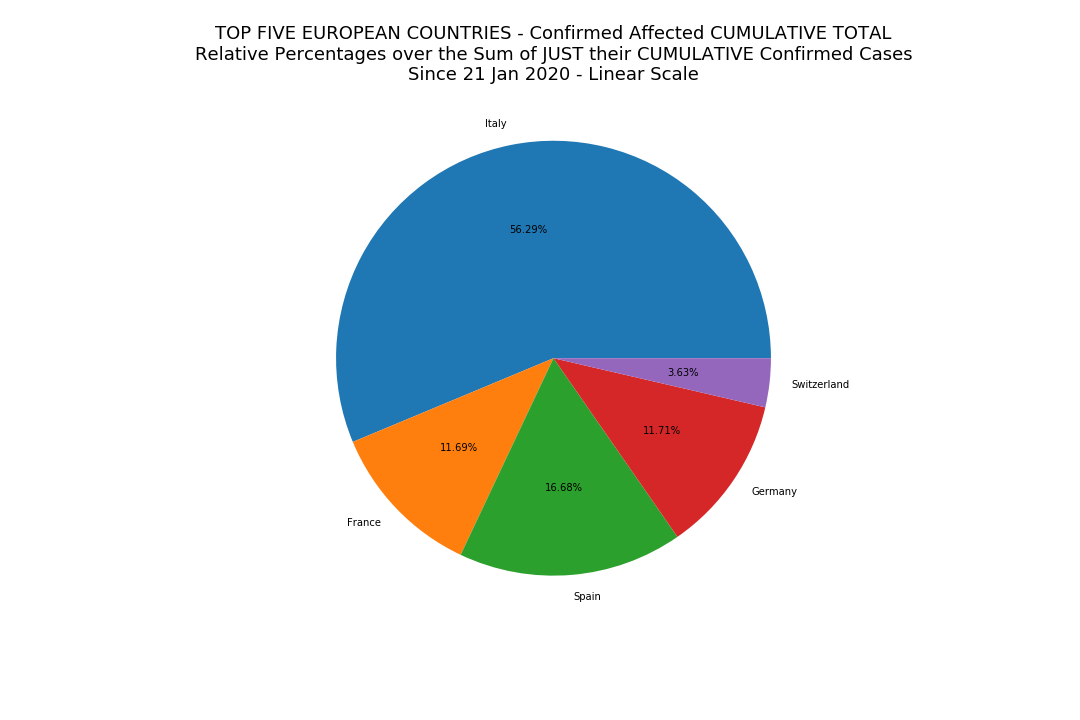 TOP FIVE EUROPEAN COUNTRIES - Confirmed Affected CUMULATIVE TOTAL
Relative Percentages over the Sum of JUST their CUMULATIVE Confirmed Cases
Since 21 Jan 2020 - Linear Scale
Italy
56.29%
3.63%
Switzerland
11.71%
11.69%
16.68%
Germany
France
Spain